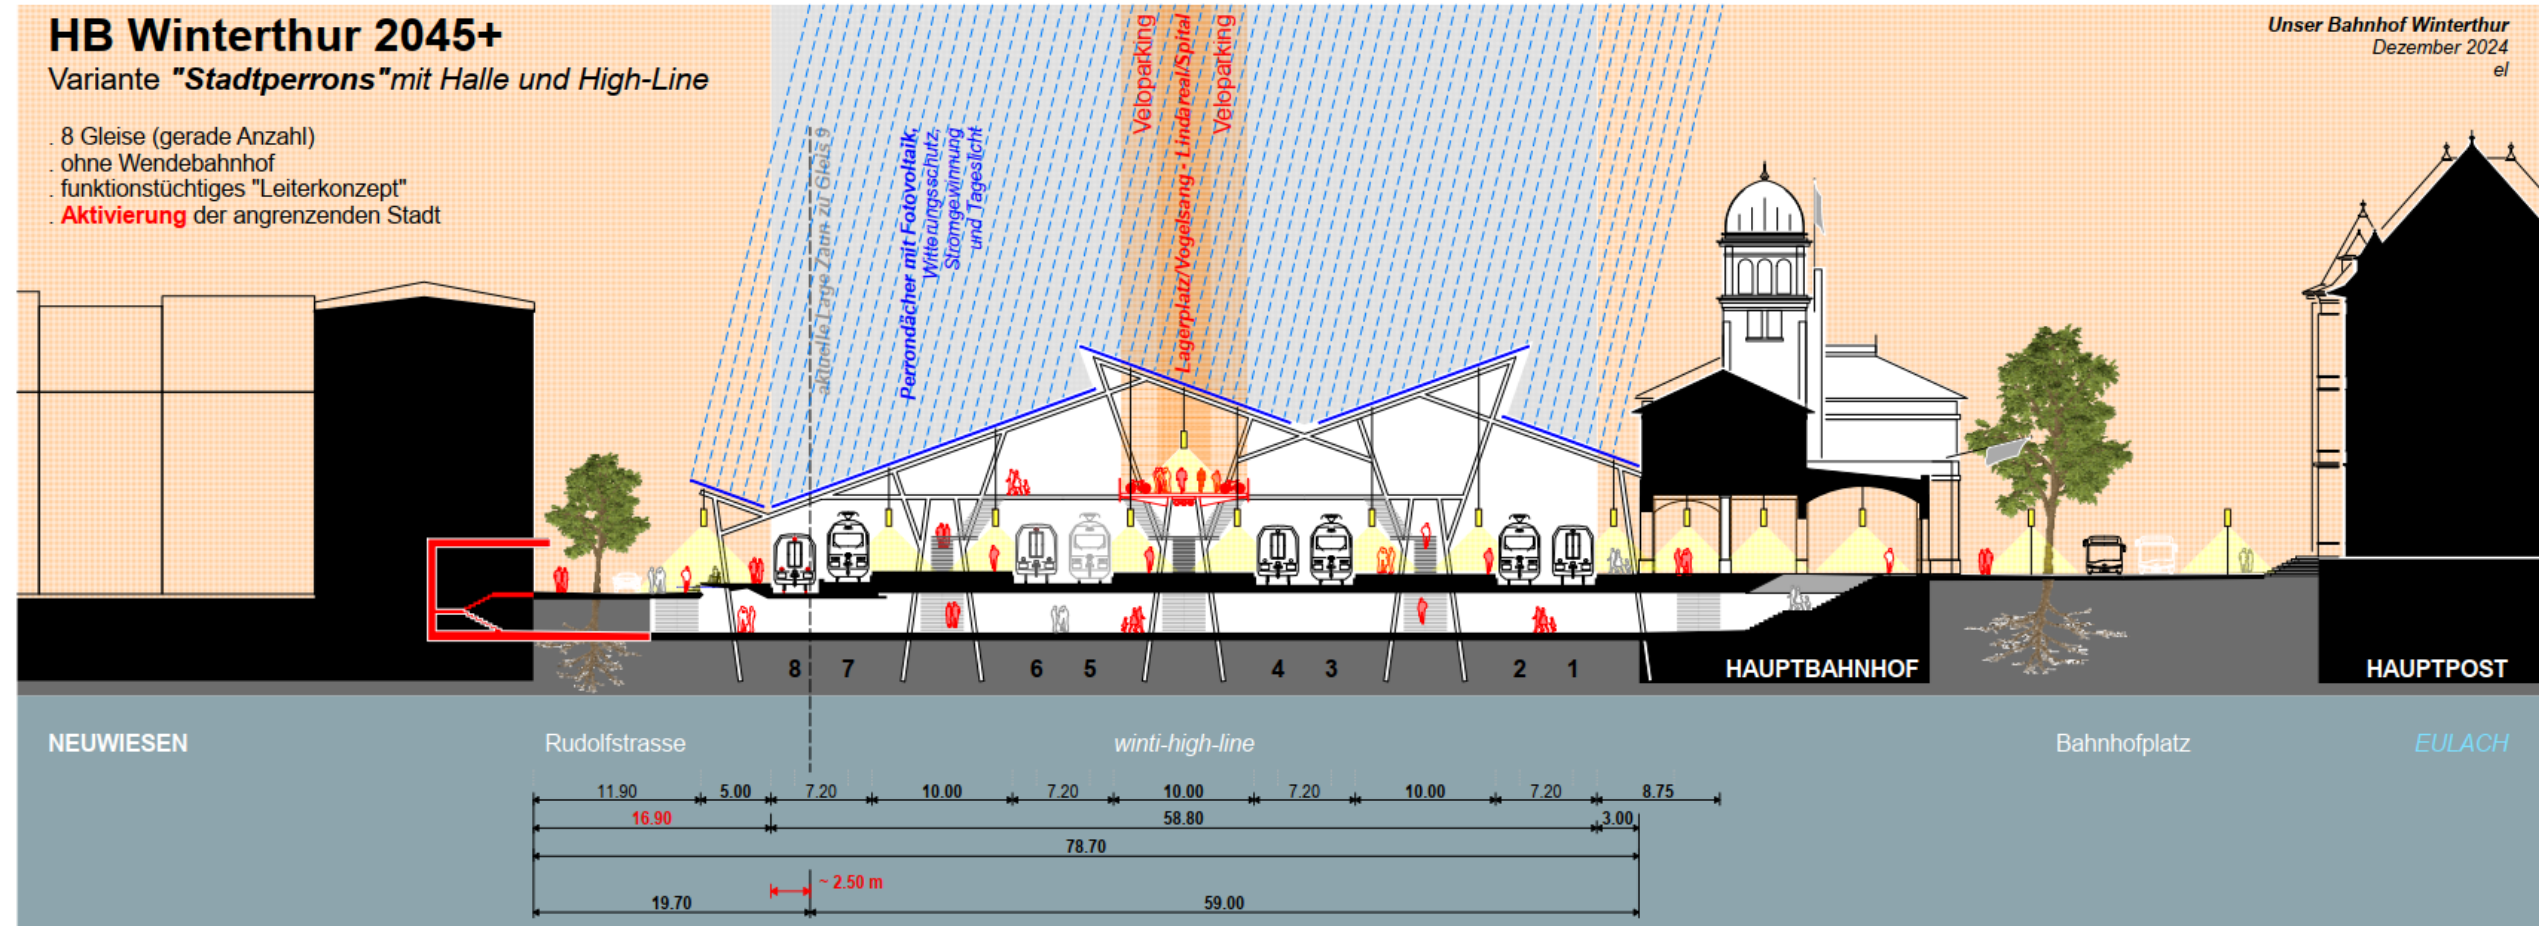 HB Winterthur 2045+
Variante "Stadtperrons" mit Halle und High-Line
. 8 Gleise (gerade Anzahl)
. ohne Wendebahnhof
. funktionstüchtiges "Leiterkonzept"
. Aktivierung der angrenzenden Stadt
Unser Bahnhof Winterthur
Dezember 2024
el
aktuelle Lage Zaun zu Gleis 9
Perrondächer mit Fotovoltaik,
Witterungsschutz,
Stromgewinnung
und Tageslicht
Veloparking
Lagerplatz/Vogelsang - Lindareal/Spital
Veloparking
8 7 6 5 4 3 2 1
HAUPTBAHNHOF
HAUPTPOST
NEUWIESEN
Rudolfstrasse
winti-high-line
Bahnhofplatz
EULACH
11.90 5.00 7.20 10.00 7.20 10.00 7.20 10.00 7.20 8.75
16.90 58.80 3.00
78.70
~ 2.50 m
19.70 59.00